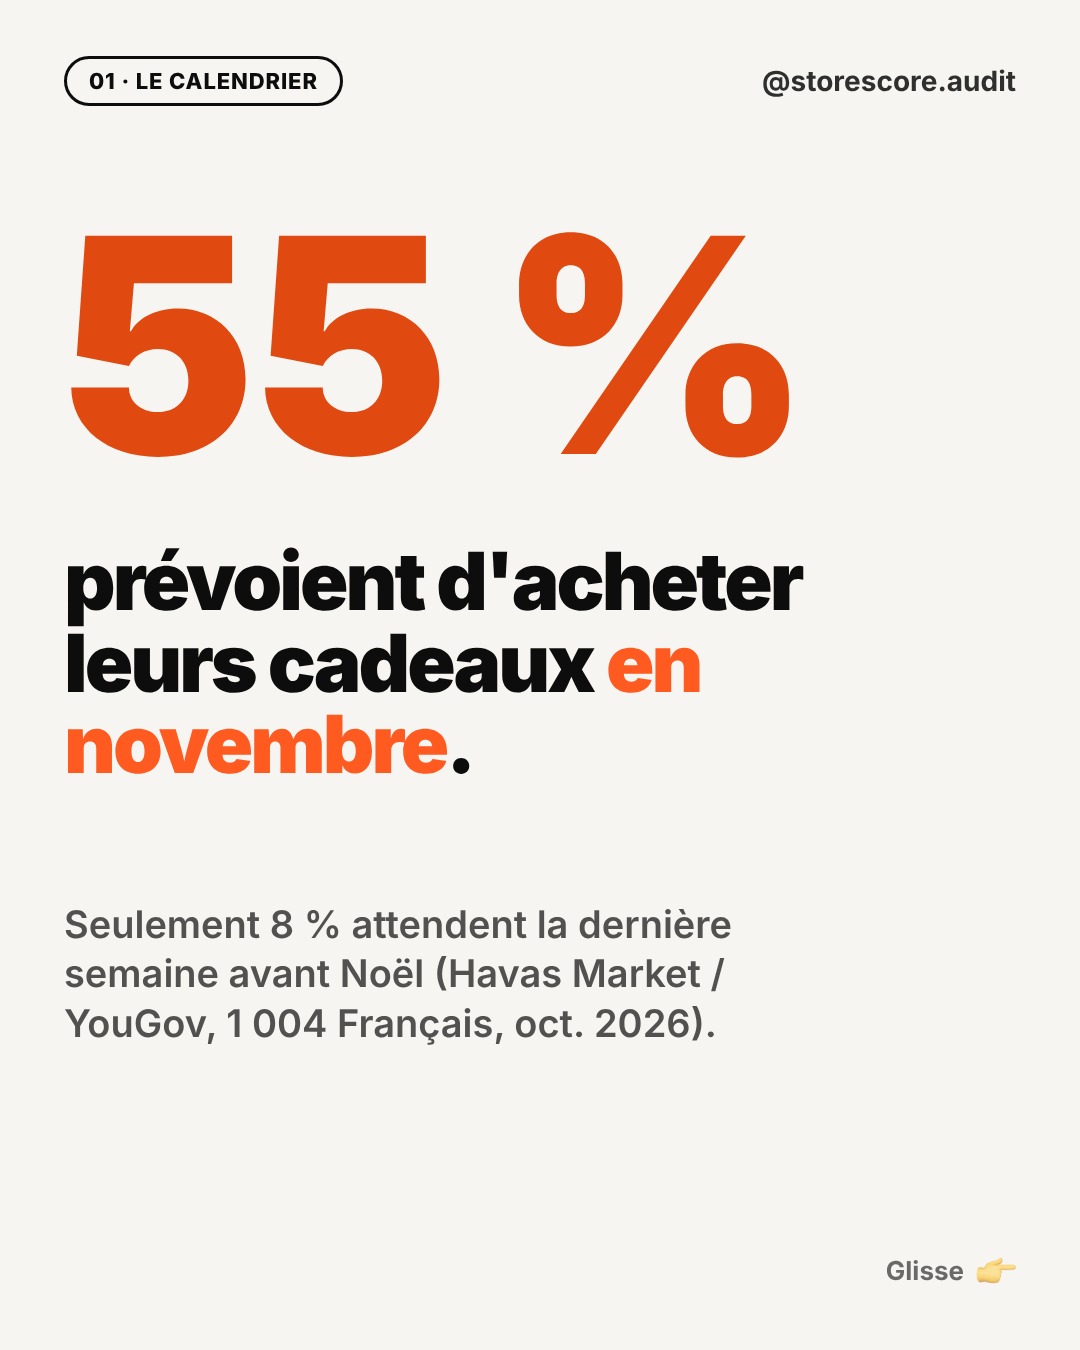 01 · LE CALENDRIER
@storescore.audit
55 %
prévoient d'acheter
leurs cadeaux en
novembre.
Seulement 8 % attendent la dernière
semaine avant Noël (Havas Market /
YouGov, 1 004 Français, oct. 2026).
Glisse 👉